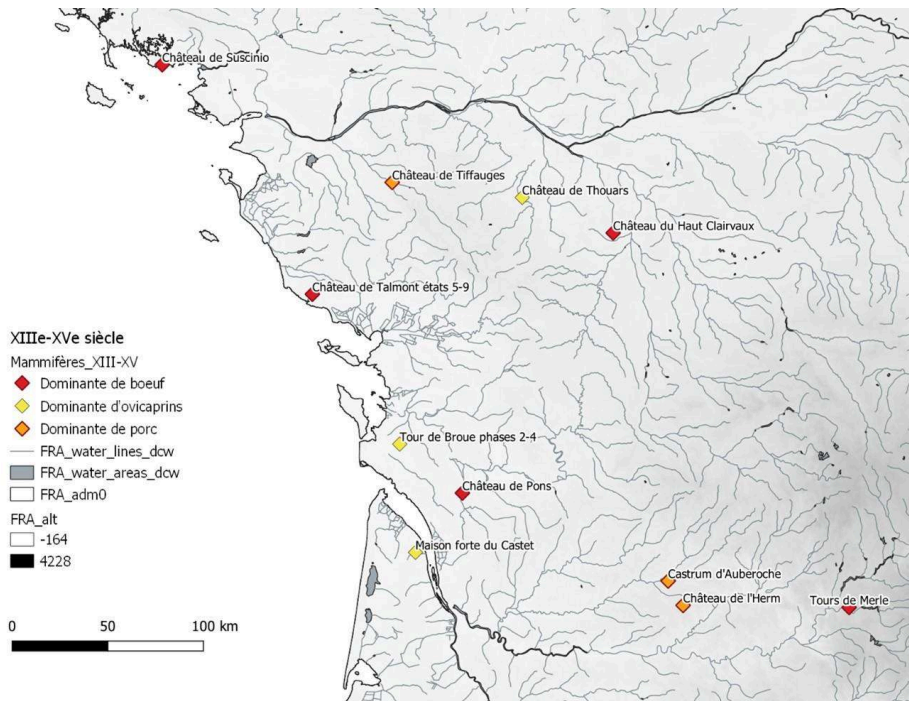 Château de Suscinio
Château de Tiffauges
Château de Thouars
Château du Haut Clairvaux
Château de Talmont états 5-9
XIIIe-XVe siècle
Mammifères_XIII-XV
Dominante de boeuf
Dominante d'ovicaprins
Dominante de porc
FRA_water_lines_dcw
FRA_water_areas_dcw
FRA_adm0
FRA_alt
-164
4228
0 50 100 km
Tour de Broue phases 2-4
Château de Pons
Maison forte du Castet
Castrum d'Auberoche
Château de l'Herm
Tours de Merle